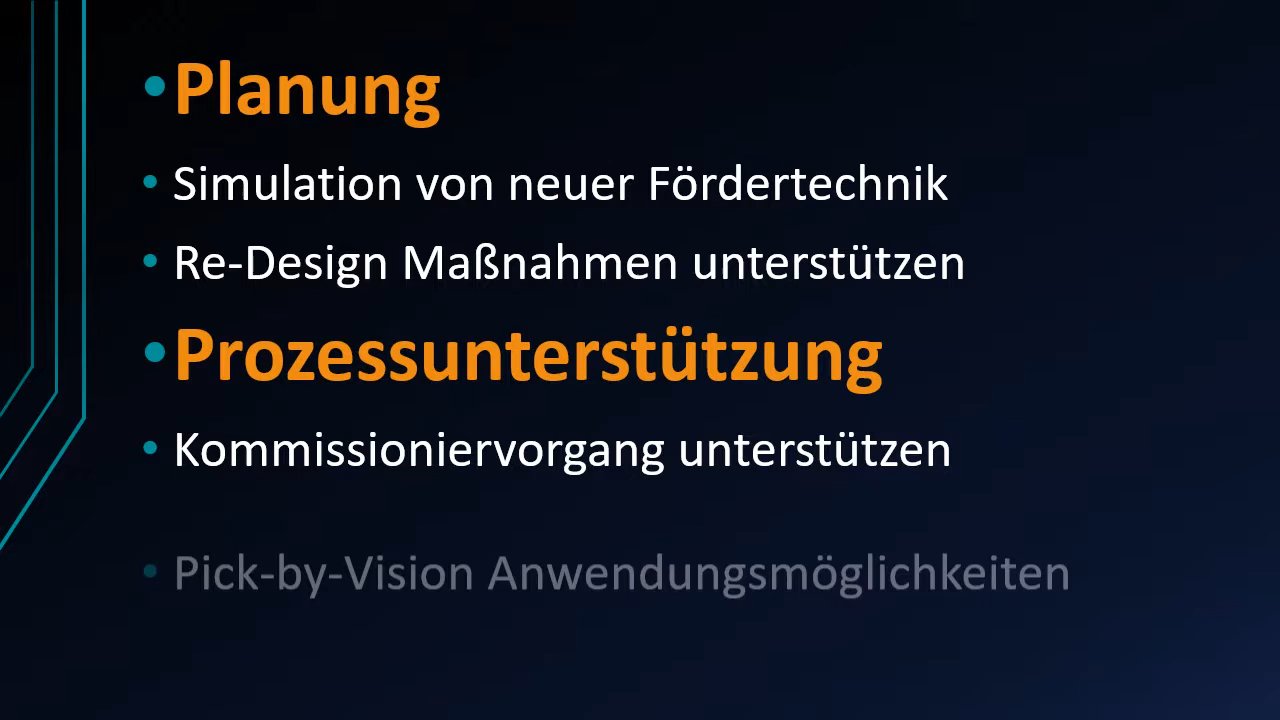 •Planung
• Simulation von neuer Fördertechnik
• Re-Design Maßnahmen unterstützen
•Prozessunterstützung
• Kommissioniervorgang unterstützen
• Pick-by-Vision Anwendungsmöglichkeiten